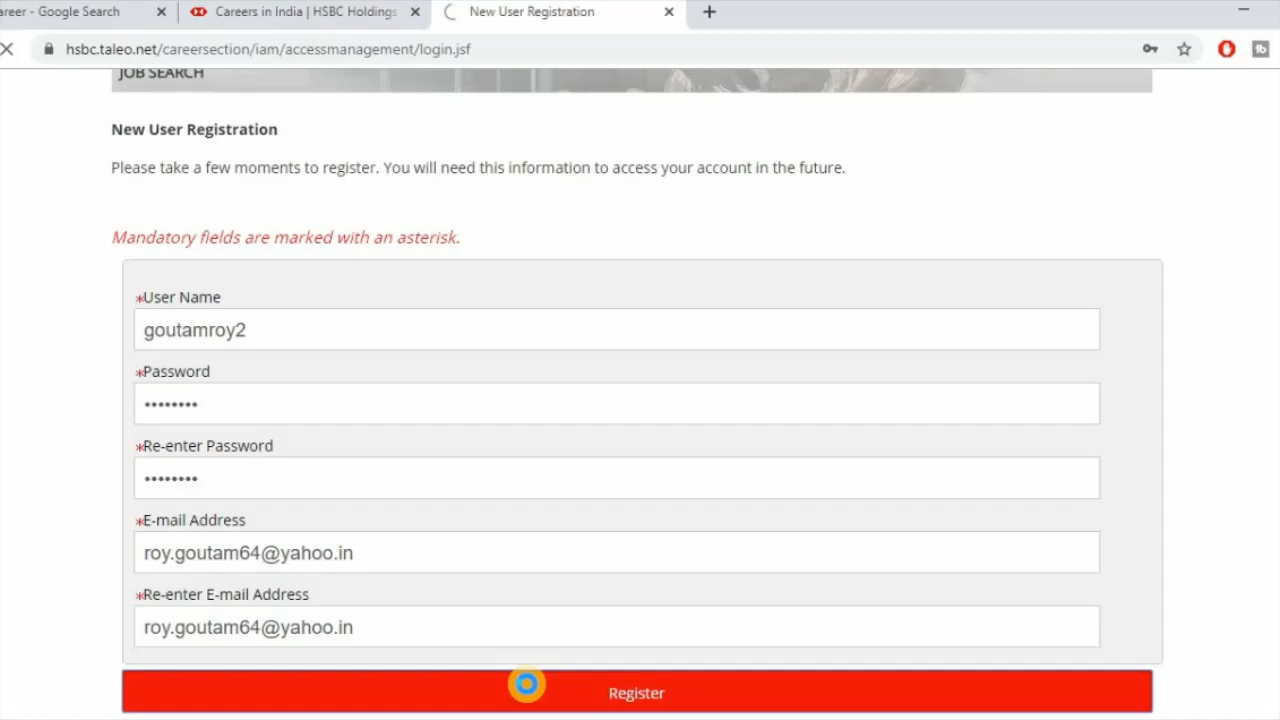 areer - Google Search
Careers in India | HSBC Holdings
New User Registration
hsbc.taleo.net/careersection/iam/accessmanagement/login.jsf
JOB SEARCH
New User Registration
Please take a few moments to register. You will need this information to access your account in the future.
Mandatory fields are marked with an asterisk.
*User Name
goutamroy2
*Password
••••••••
*Re-enter Password
••••••••
*E-mail Address
roy.goutam64@yahoo.in
*Re-enter E-mail Address
roy.goutam64@yahoo.in
Register